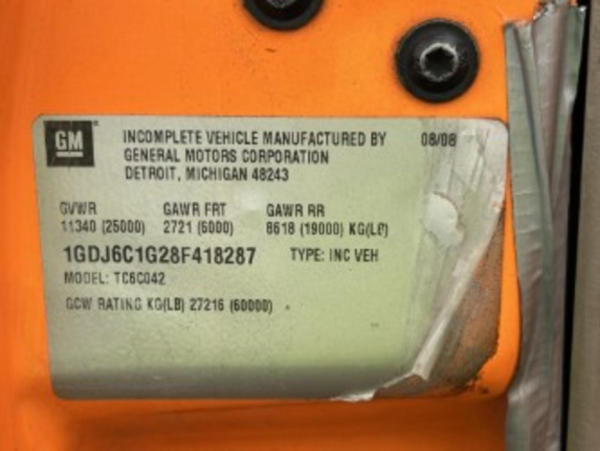 GM INCOMPLETE VEHICLE MANUFACTURED BY 08/08
GENERAL MOTORS CORPORATION
DETROIT, MICHIGAN 48243
GVWR GAWR FRT GAWR RR
11340 (25000) 2721 (6000) 8618 (19000) KG(LB)
1GDJ6C1G28F418287 TYPE: INC VEH
MODEL: TC6C042
GCW RATING KG(LB) 27216 (60000)